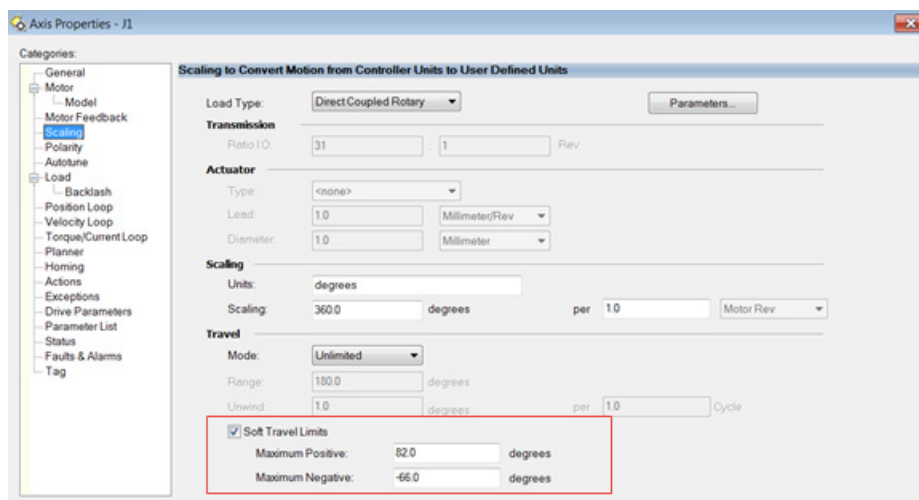 Axis Properties - J1
Categories:
General
Motor
Model
Motor Feedback
Scaling
Polarity
Autotune
Load
Backlash
Position Loop
Velocity Loop
Torque/Current Loop
Planner
Homing
Actions
Exceptions
Drive Parameters
Parameter List
Status
Faults & Alarms
Tag
Scaling to Convert Motion from Controller Units to User Defined Units
Load Type: Direct Coupled Rotary Parameters...
Transmission
Ratio I:O: 31 : 1 Rev
Actuator
Type: <none>
Lead: 1.0 Millimeter/Rev
Diameter: 1.0 Millimeter
Scaling
Units: degrees
Scaling: 360.0 degrees per 1.0 Motor Rev
Travel
Mode: Unlimited
Range: 180.0 degrees
Unwind: 1.0 degrees per 1.0 Cycle
Soft Travel Limits
Maximum Positive: 82.0 degrees
Maximum Negative: -66.0 degrees